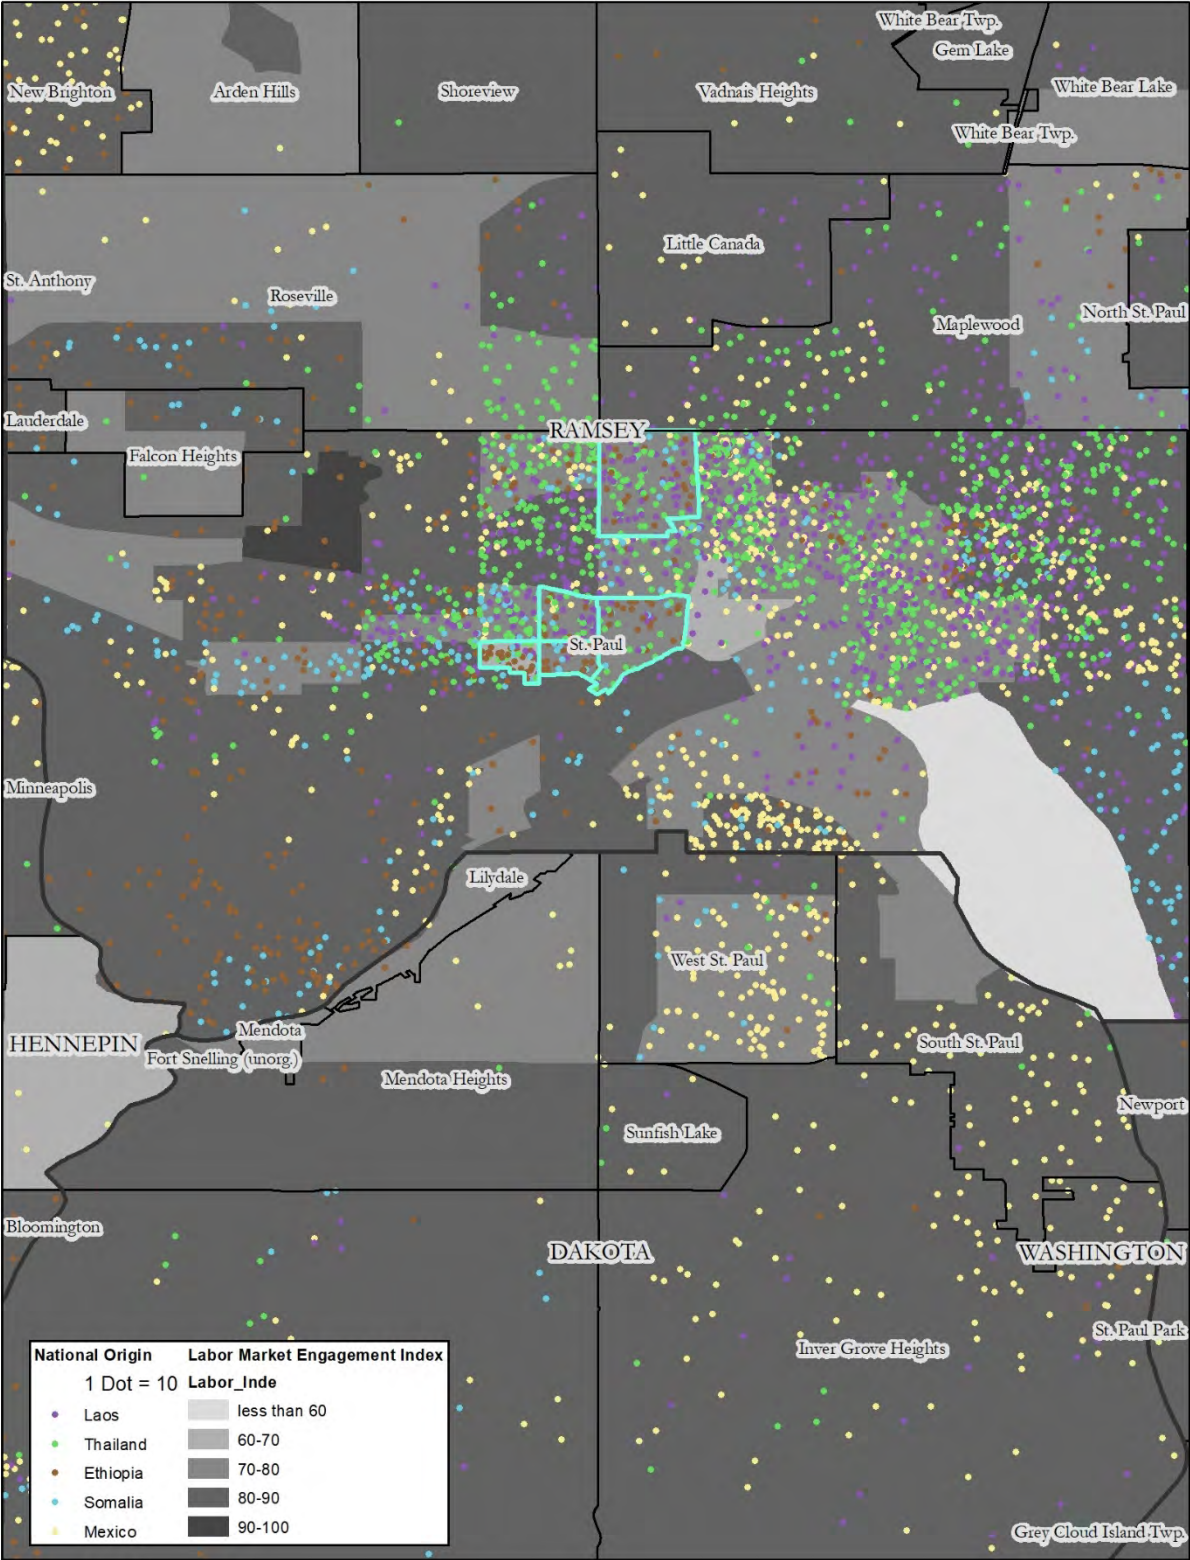 White Bear Twp.
Gem Lake
New Brighton
Arden Hills
Shoreview
Vadnais Heights
White Bear Lake
White Bear Twp.
Little Canada
St. Anthony
Roseville
North St. Paul
Maplewood
Lauderdale
RAMSEY
Falcon Heights
St. Paul
Minneapolis
Lilydale
West St. Paul
Mendota
HENNEPIN
South St. Paul
Fort Snelling (unorg.)
Mendota Heights
Newport
Sunfish Lake
Bloomington
DAKOTA
WASHINGTON
St. Paul Park
Inver Grove Heights
National Origin
1 Dot = 10
Laos
Thailand
Ethiopia
Somalia
Mexico
Labor Market Engagement Index
Labor_Inde
less than 60
60-70
70-80
80-90
90-100
Grey Cloud Island Twp.